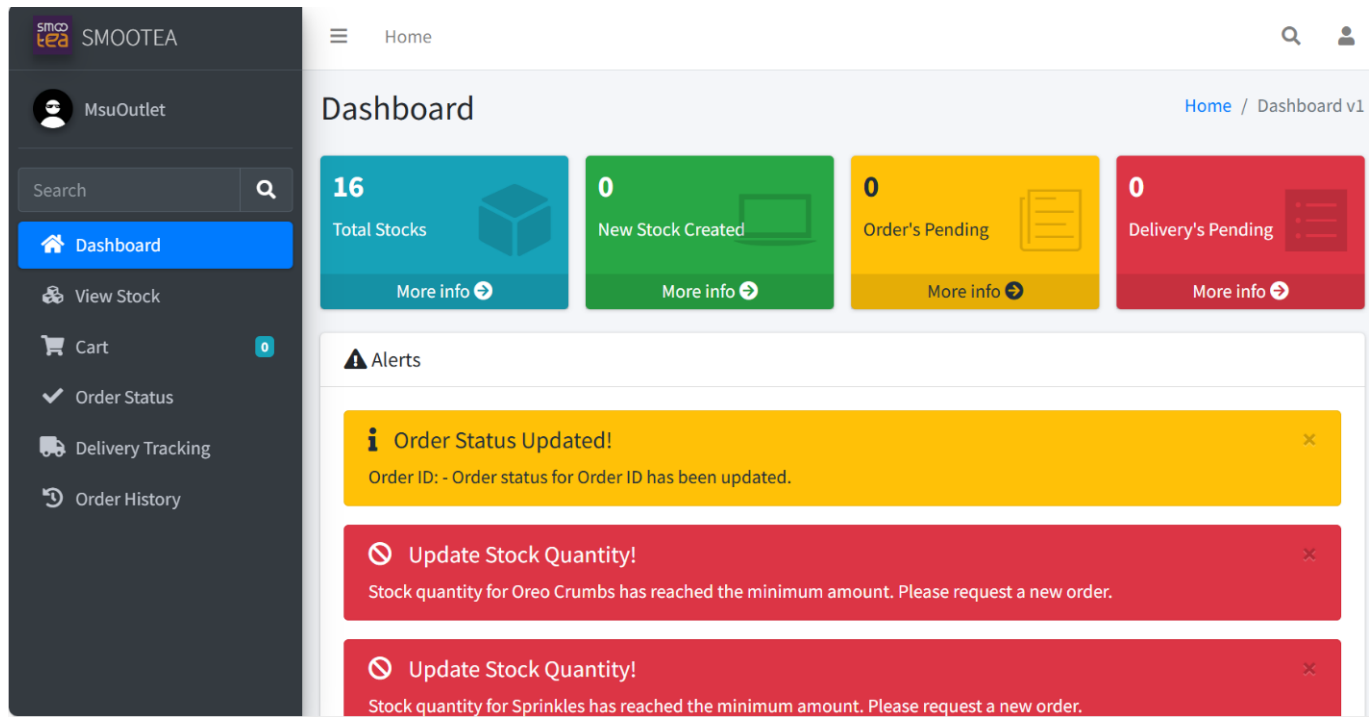 smoo
tea
SMOOTEA
MsuOutlet
Search
Dashboard
View Stock
Cart
0
Order Status
Delivery Tracking
Order History
Home
Dashboard
Home / Dashboard v1
16
Total Stocks
More info
0
New Stock Created
More info
0
Order's Pending
More info
0
Delivery's Pending
More info
Alerts
Order Status Updated!
×
Order ID: - Order status for Order ID has been updated.
Update Stock Quantity!
×
Stock quantity for Oreo Crumbs has reached the minimum amount. Please request a new order.
Update Stock Quantity!
×
Stock quantity for Sprinkles has reached the minimum amount. Please request a new order.